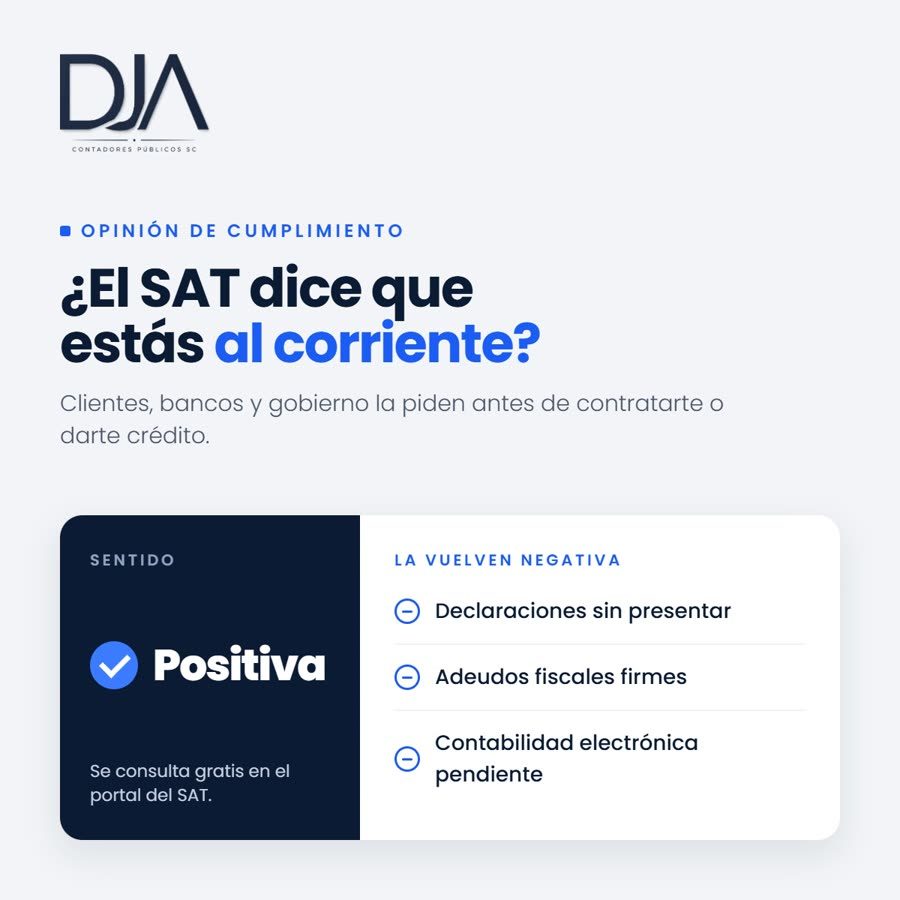 DJA
CONTADORES PÚBLICOS SC
OPINIÓN DE CUMPLIMIENTO
¿El SAT dice que
estás al corriente?
Clientes, bancos y gobierno la piden antes de contratarte o
darte crédito.
SENTIDO
Positiva
Se consulta gratis en el
portal del SAT.
LA VUELVEN NEGATIVA
Declaraciones sin presentar
Adeudos fiscales firmes
Contabilidad electrónica
pendiente